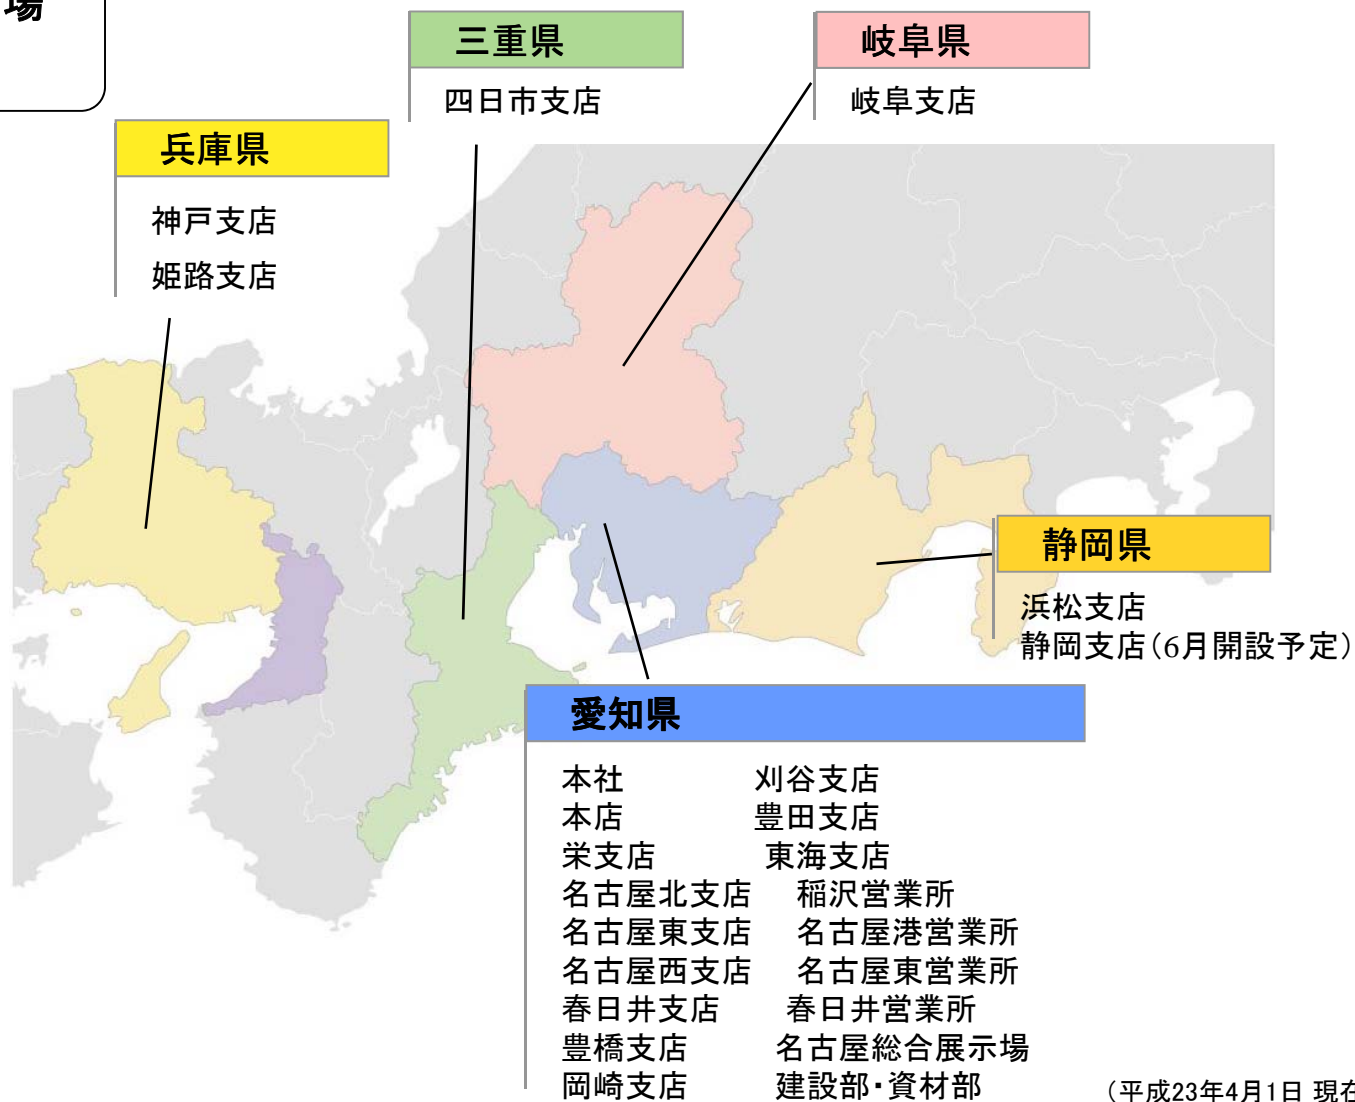 場
三重県
四日市支店
岐阜県
岐阜支店
兵庫県
神戸支店
姫路支店
静岡県
浜松支店
静岡支店（6月開設予定）
愛知県
本社 刈谷支店
本店 豊田支店
栄支店 東海支店
名古屋北支店 稲沢営業所
名古屋東支店 名古屋港営業所
名古屋西支店 名古屋東営業所
春日井支店 春日井営業所
豊橋支店 名古屋総合展示場
岡崎支店 建設部・資材部
（平成23年4月1日 現在